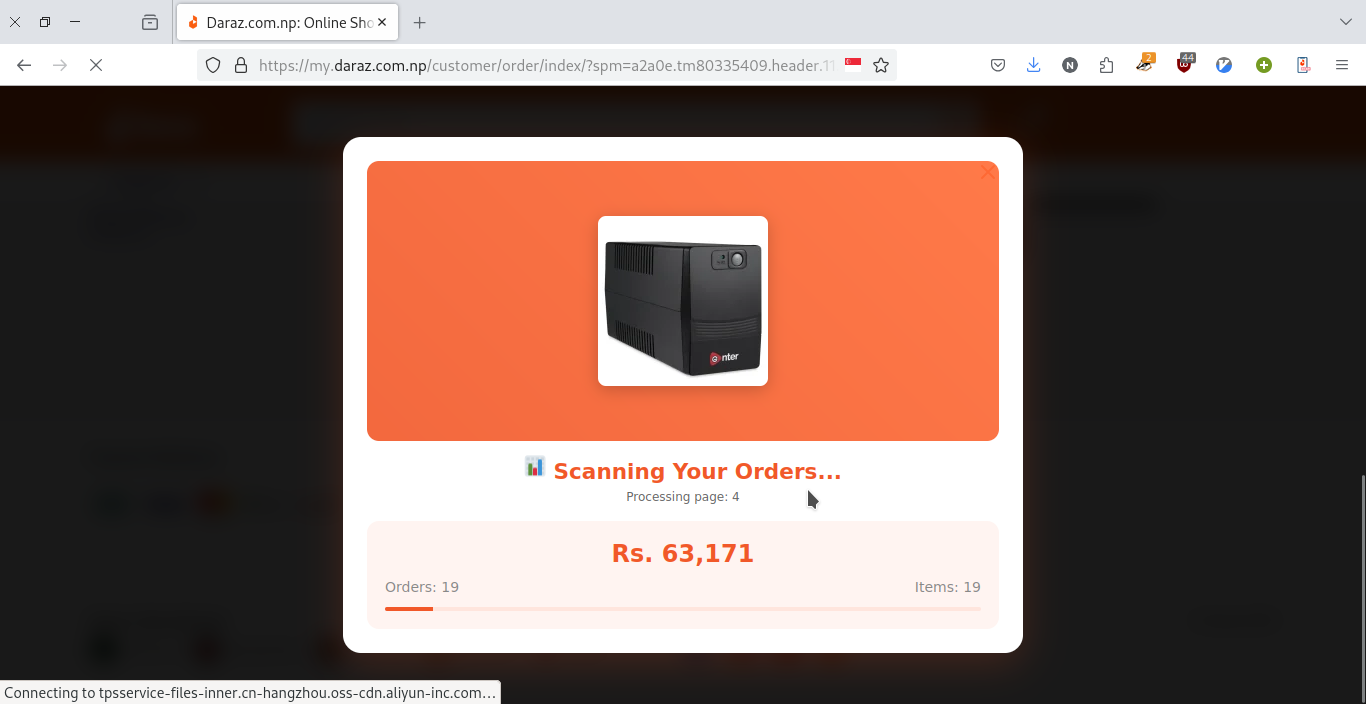 Daraz.com.np: Online Sho
https://my.daraz.com.np/customer/order/index/?spm=a2a0e.tm80335409.header.11
N
2
44
nter
Scanning Your Orders...
Processing page: 4
Rs. 63,171
Orders: 19
Items: 19
Connecting to tpsservice-files-inner.cn-hangzhou.oss-cdn.aliyun-inc.com…